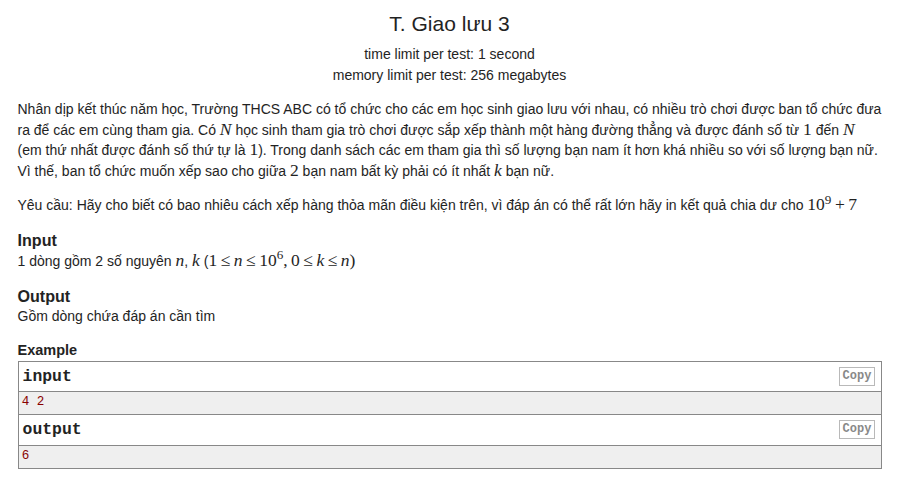 T. Giao lưu 3
time limit per test: 1 second
memory limit per test: 256 megabytes
Nhân dịp kết thúc năm học, Trường THCS ABC có tổ chức cho các em học sinh giao lưu với nhau, có nhiều trò chơi được ban tổ chức đưa
ra để các em cùng tham gia. Có N học sinh tham gia trò chơi được sắp xếp thành một hàng đường thẳng và được đánh số từ 1 đến N
(em thứ nhất được đánh số thứ tự là 1). Trong danh sách các em tham gia thì số lượng bạn nam ít hơn khá nhiều so với số lượng bạn nữ.
Vì thế, ban tổ chức muốn xếp sao cho giữa 2 bạn nam bất kỳ phải có ít nhất k bạn nữ.
Yêu cầu: Hãy cho biết có bao nhiêu cách xếp hàng thỏa mãn điều kiện trên, vì đáp án có thể rất lớn hãy in kết quả chia dư cho 10^9 + 7
Input
1 dòng gồm 2 số nguyên n, k (1 ≤ n ≤ 10^6, 0 ≤ k ≤ n)
Output
Gồm dòng chứa đáp án cần tìm
Example
input Copy
4 2
output Copy
6